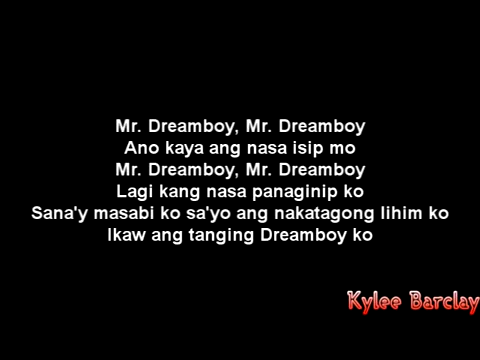 Mr. Dreamboy, Mr. Dreamboy
Ano kaya ang nasa isip mo
Mr. Dreamboy, Mr. Dreamboy
Lagi kang nasa panaginip ko
Sana'y masabi ko sa'yo ang nakatagong lihim ko
Ikaw ang tanging Dreamboy ko
Kylee Barclay